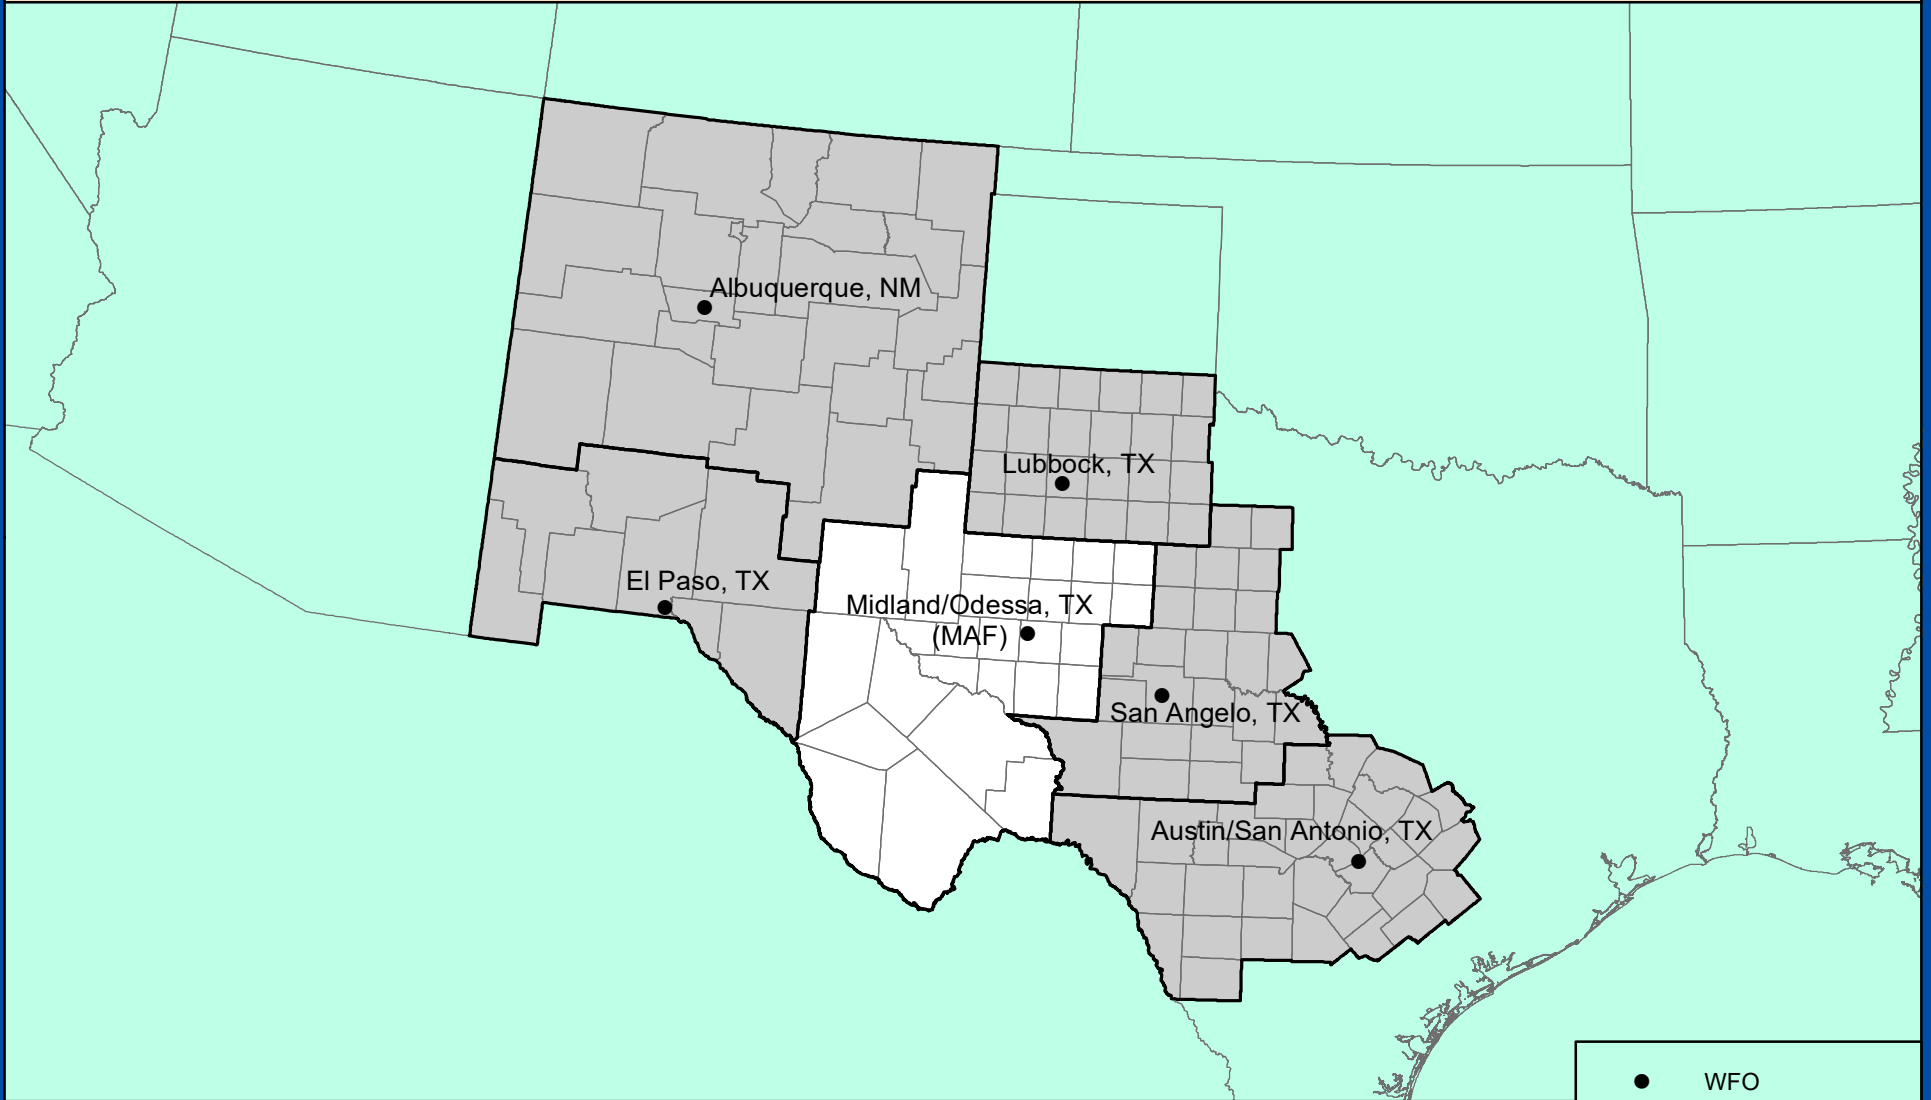 Albuquerque, NM
Lubbock, TX
El Paso, TX
Midland/Odessa, TX
(MAF)
San Angelo, TX
Austin/San Antonio, TX
WFO